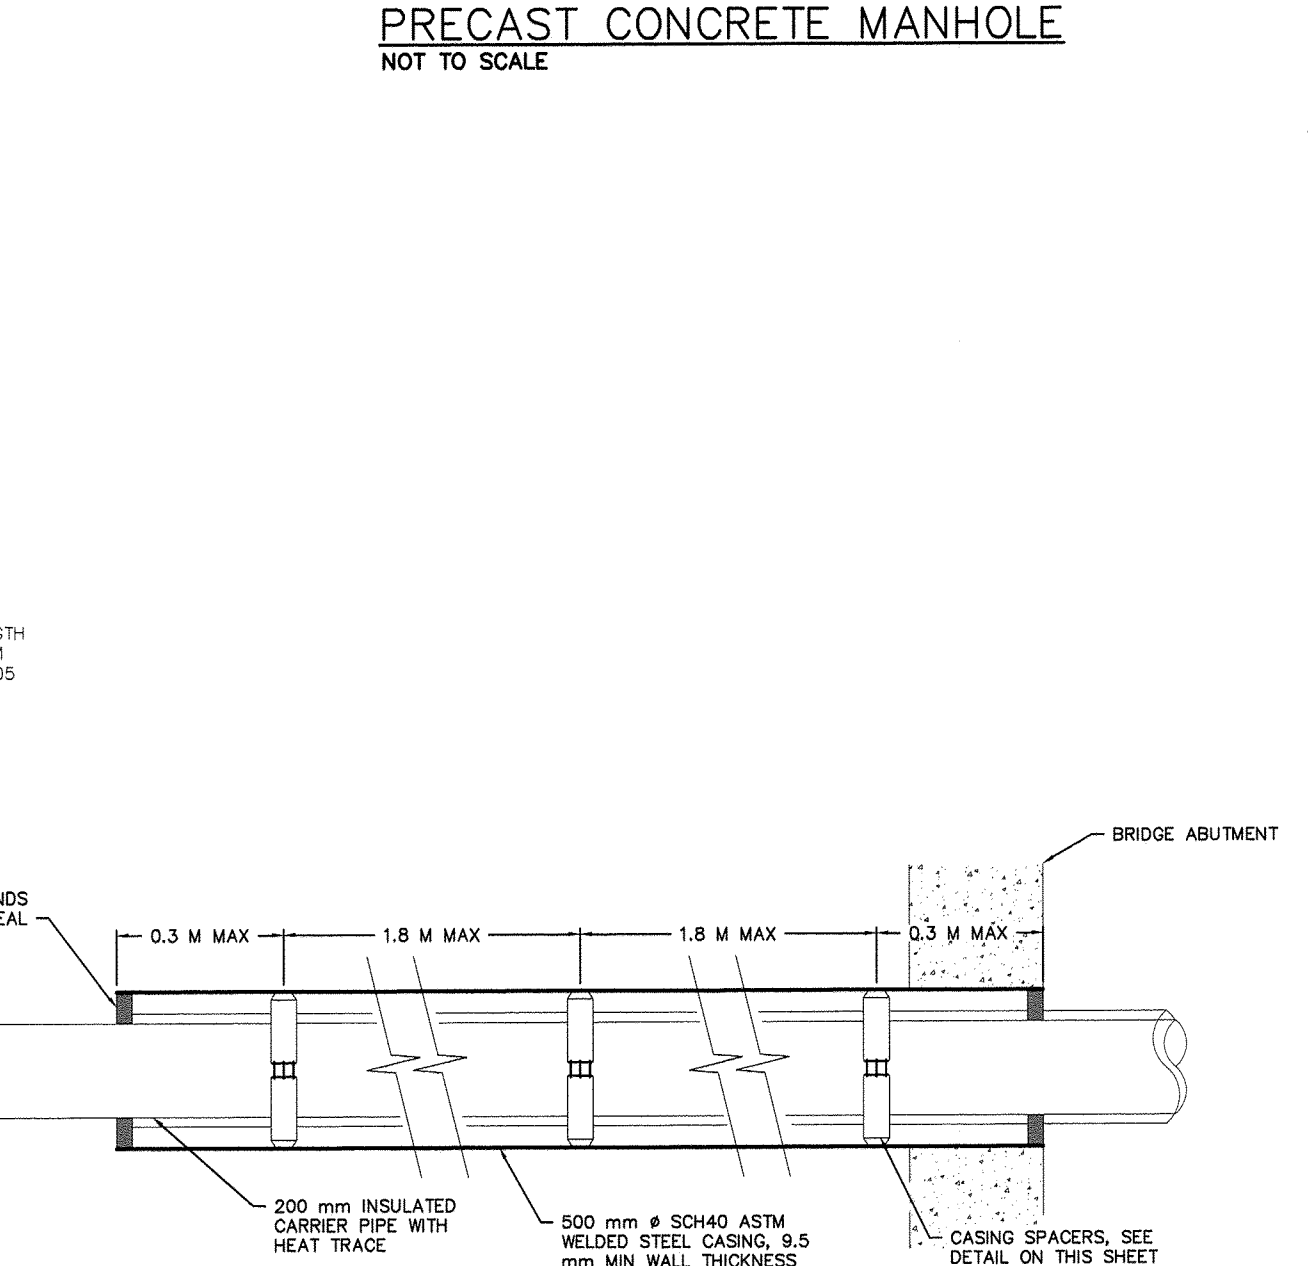 PRECAST CONCRETE MANHOLE
NOT TO SCALE
05
BRIDGE ABUTMENT
0.3 M MAX
1.8 M MAX
1.8 M MAX
0.3 M MAX
200 mm INSULATED
CARRIER PIPE WITH
HEAT TRACE
500 mm ø SCH40 ASTM
WELDED STEEL CASING, 9.5
mm MIN WALL THICKNESS
CASING SPACERS, SEE
DETAIL ON THIS SHEET